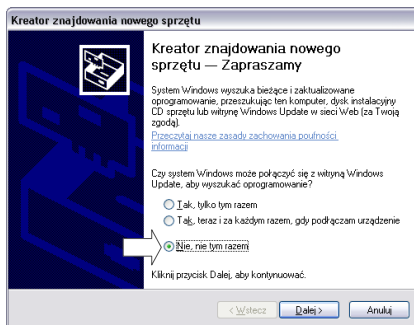 Kreator znajdowania nowego sprzętu
Kreator znajdowania nowego
sprzętu — Zapraszamy
System Windows wyszuka bieżące i zaktualizowane
oprogramowanie, przeszukując ten komputer, dysk instalacyjny
CD sprzętu lub witrynę Windows Update w sieci Web (za Twoją
zgodą).
Przeczytaj nasze zasady zachowania poufności
informacji
Czy system Windows może połączyć się z witryną Windows
Update, aby wyszukać oprogramowanie?
Tak, tylko tym razem
Tak, teraz i za każdym razem, gdy podłączam urządzenie
Nie, nie tym razem
Kliknij przycisk Dalej, aby kontynuować.
< Wstecz Dalej > Anuluj